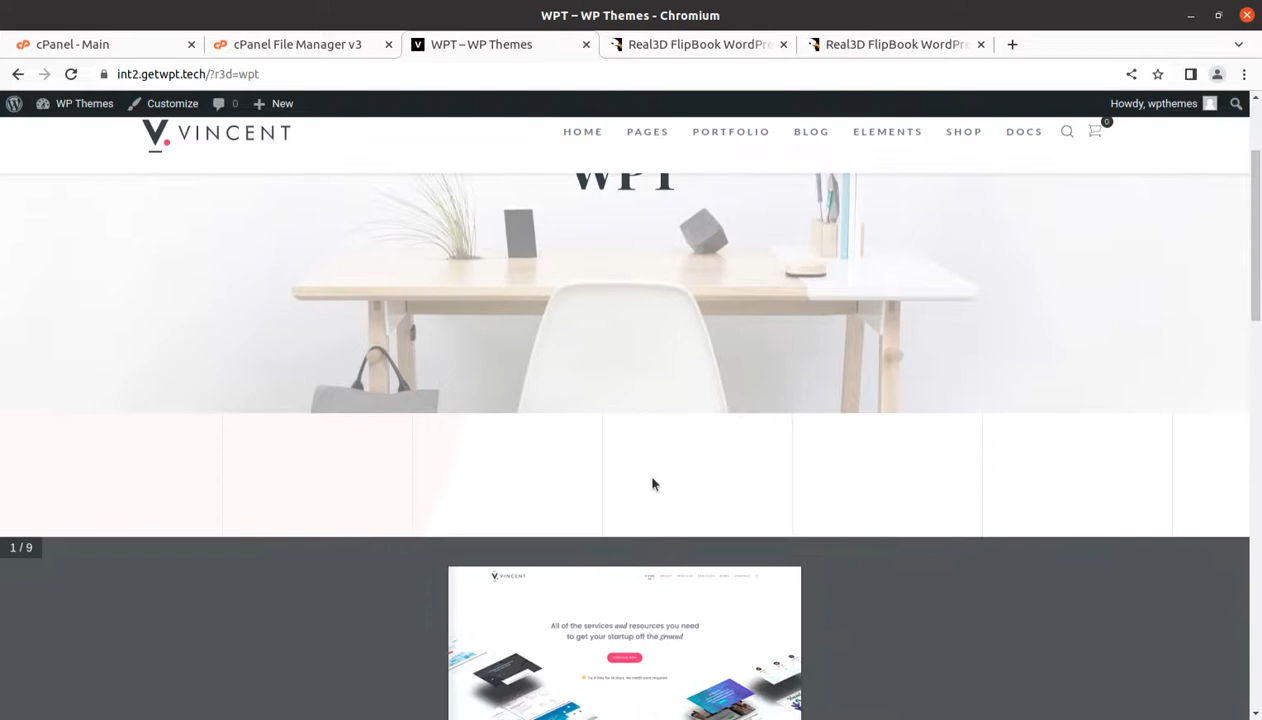 WPT – WP Themes - Chromium
cPanel - Main
cPanel File Manager v3
WPT – WP Themes
Real3D FlipBook WordPre
Real3D FlipBook WordPre
int2.getwpt.tech/?r3d=wpt
WP Themes
Customize
0
New
Howdy, wpthemes
VINCENT
HOME
PAGES
PORTFOLIO
BLOG
ELEMENTS
SHOP
DOCS
0
WPT
1 / 9
VINCENT
All of the services and resources you need
to get your startup off the ground